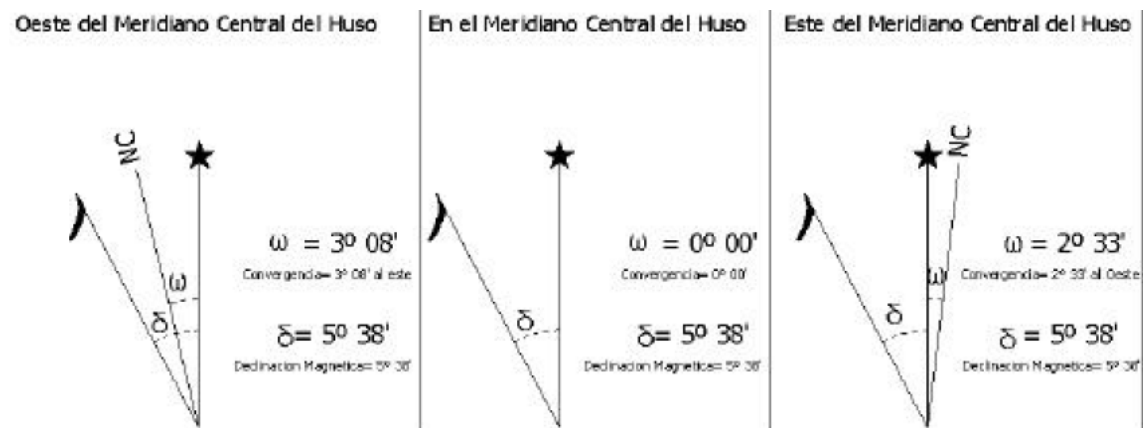 Oeste del Meridiano Central del Huso
NC
ω = 3º 08'
Convergencia= 3º 08' al este
ω
δ
δ= 5º 38'
Declinacion Magnetica= 5º 38'
En el Meridiano Central del Huso
ω = 0º 00'
Convergencia= 0º 00'
δ
δ= 5º 38'
Declinacion Magnetica= 5º 38'
Este del Meridiano Central del Huso
NC
ω = 2º 33'
Convergencia= 2º 33' al Oeste
ω
δ
δ = 5º 38'
Declinacion Magnetica= 5º 38'